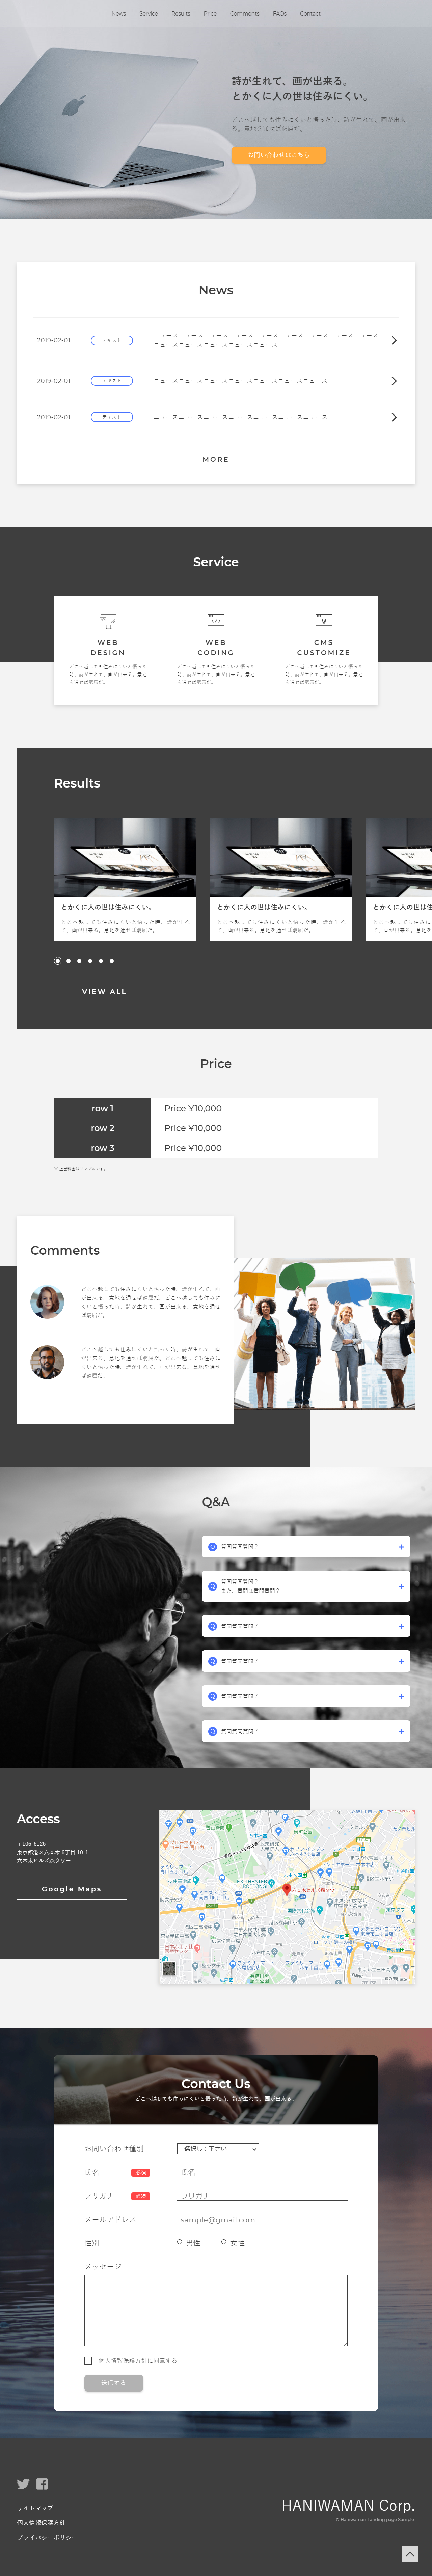 News Service Results Price Comments FAQs Contact
詩が生れて、画が出来る。
とかくに人の世は住みにくい。
どこへ越しても住みにくいと悟った時、詩が生れて、画が出来
る。意地を通せば窮屈だ。
お問い合わせはこちら
News
2019-02-01 テキスト ニュースニュースニュースニュースニュースニュースニュースニュースニュース
ニュースニュースニュースニュースニュース
2019-02-01 テキスト ニュースニュースニュースニュースニュースニュースニュース
2019-02-01 テキスト ニュースニュースニュースニュースニュースニュースニュース
MORE
Service
WEB
DESIGN
どこへ越しても住みにくいと悟った
時、詩が生れて、画が出来る。意地
を通せば窮屈だ。
WEB
CODING
どこへ越しても住みにくいと悟った
時、詩が生れて、画が出来る。意地
を通せば窮屈だ。
CMS
CUSTOMIZE
どこへ越しても住みにくいと悟った
時、詩が生れて、画が出来る。意地
を通せば窮屈だ。
Results
とかくに人の世は住みにくい。
どこへ越しても住みにくいと悟った時、詩が生れ
て、画が出来る。意地を通せば窮屈だ。
とかくに人の世は住みにくい。
どこへ越しても住みにくいと悟った時、詩が生れ
て、画が出来る。意地を通せば窮屈だ。
とかくに人の世は住
どこへ越しても住みに
て、画が出来る。意地
VIEW ALL
Price
row 1 Price ¥10,000
row 2 Price ¥10,000
row 3 Price ¥10,000
※ 上記料金はサンプルです。
Comments
どこへ越しても住みにくいと悟った時、詩が生れて、画
が出来る。意地を通せば窮屈だ。どこへ越しても住みに
くいと悟った時、詩が生れて、画が出来る。意地を通せ
ば窮屈だ。
どこへ越しても住みにくいと悟った時、詩が生れて、画
が出来る。意地を通せば窮屈だ。どこへ越しても住みに
くいと悟った時、詩が生れて、画が出来る。意地を通せ
ば窮屈だ。
Q&A
Q 質問質問質問？
Q 質問質問質問？
また、質問は質問質問？
Q 質問質問質問？
Q 質問質問質問？
Q 質問質問質問？
Q 質問質問質問？
Access
〒106-6126
東京都港区六本木 6丁目 10-1
六本木ヒルズ森タワー
Google Maps
EX THEATER
ROPPONGI
六本木ヒルズ森タワー
Contact Us
どこへ越しても住みにくいと悟った時、詩が生れて、画が出来る。
お問い合わせ種別 選択して下さい
氏名 必須 氏名
フリガナ 必須 フリガナ
メールアドレス sample@gmail.com
性別 男性 女性
メッセージ
個人情報保護方針に同意する
送信する
サイトマップ
個人情報保護方針
プライバシーポリシー
HANIWAMAN Corp.
© Haniwaman Landing page Sample.